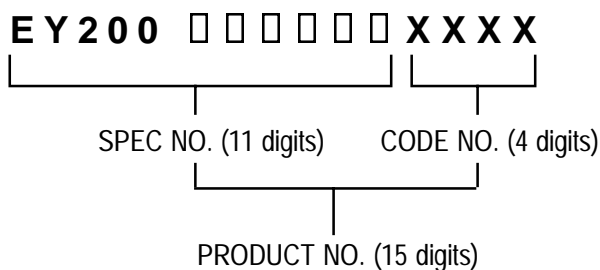 EY200 □□□□□□ XXXX
SPEC NO. (11 digits) CODE NO. (4 digits)
PRODUCT NO. (15 digits)